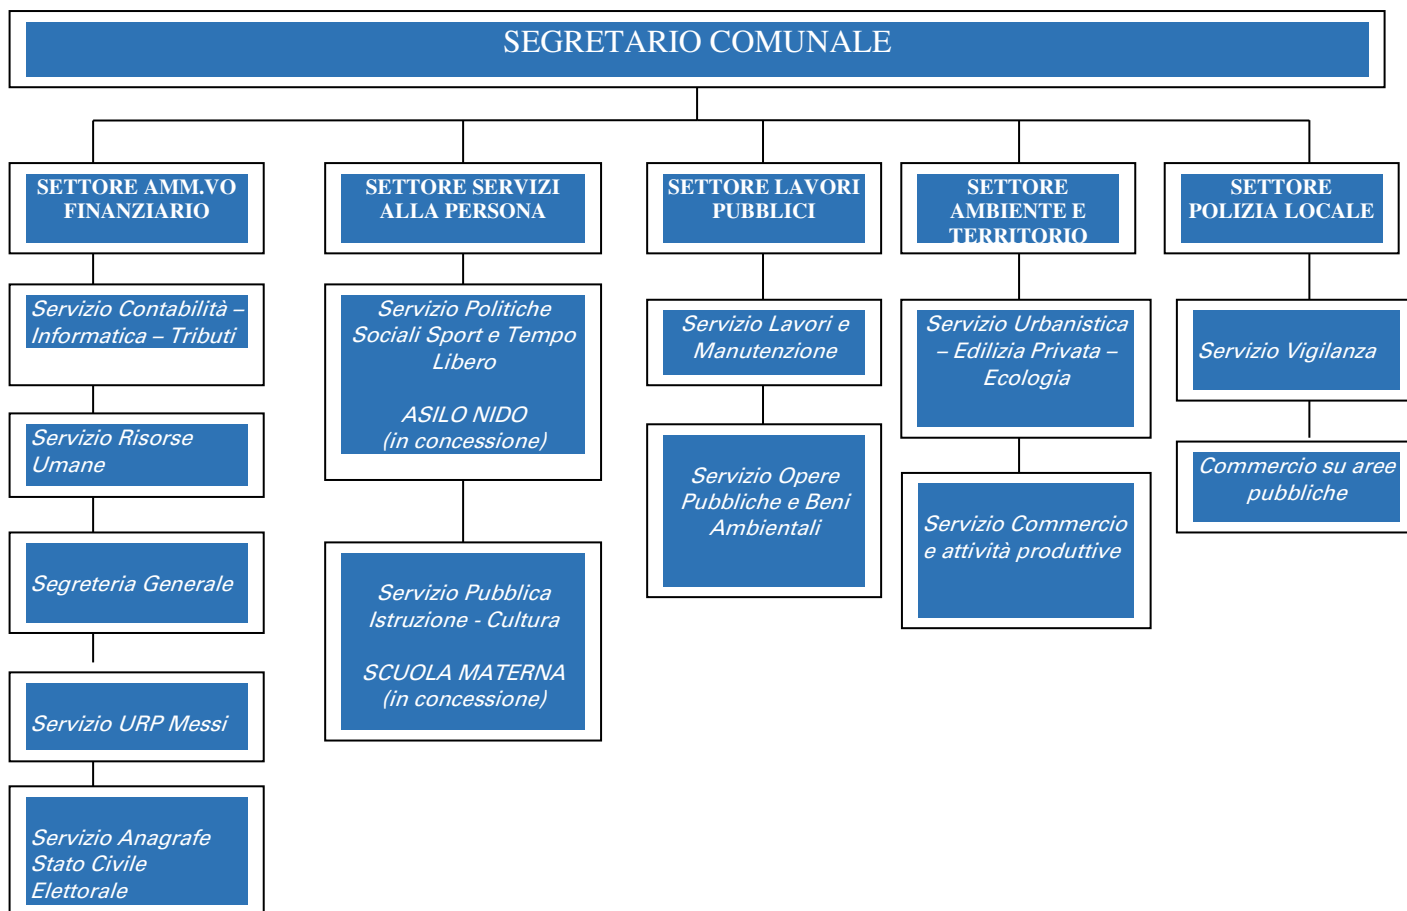 SEGRETARIO COMUNALE
SETTORE AMM.VO
FINANZIARIO
SETTORE SERVIZI
ALLA PERSONA
SETTORE LAVORI
PUBBLICI
SETTORE
AMBIENTE E
TERRITORIO
SETTORE
POLIZIA LOCALE
Servizio Contabilità –
Informatica – Tributi
Servizio Risorse
Umane
Segreteria Generale
Servizio URP Messi
Servizio Anagrafe
Stato Civile
Elettorale
Servizio Politiche
Sociali Sport e Tempo
Libero
ASILO NIDO
(in concessione)
Servizio Pubblica
Istruzione - Cultura
SCUOLA MATERNA
(in concessione)
Servizio Lavori e
Manutenzione
Servizio Opere
Pubbliche e Beni
Ambientali
Servizio Urbanistica
– Edilizia Privata –
Ecologia
Servizio Commercio
e attività produttive
Servizio Vigilanza
Commercio su aree
pubbliche